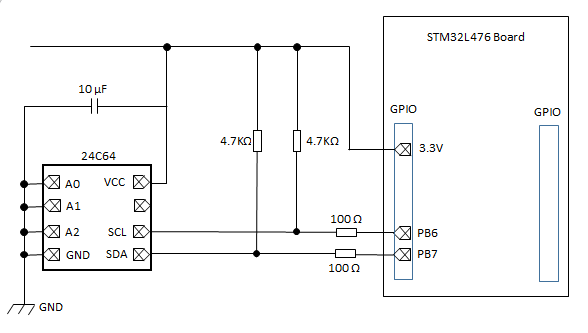 STM32L476 Board
10 µF
GPIO
GPIO
4.7KΩ
4.7KΩ
3.3V
24C64
A0
VCC
A1
A2
SCL
100 Ω
PB6
GND
SDA
PB7
100 Ω
GND